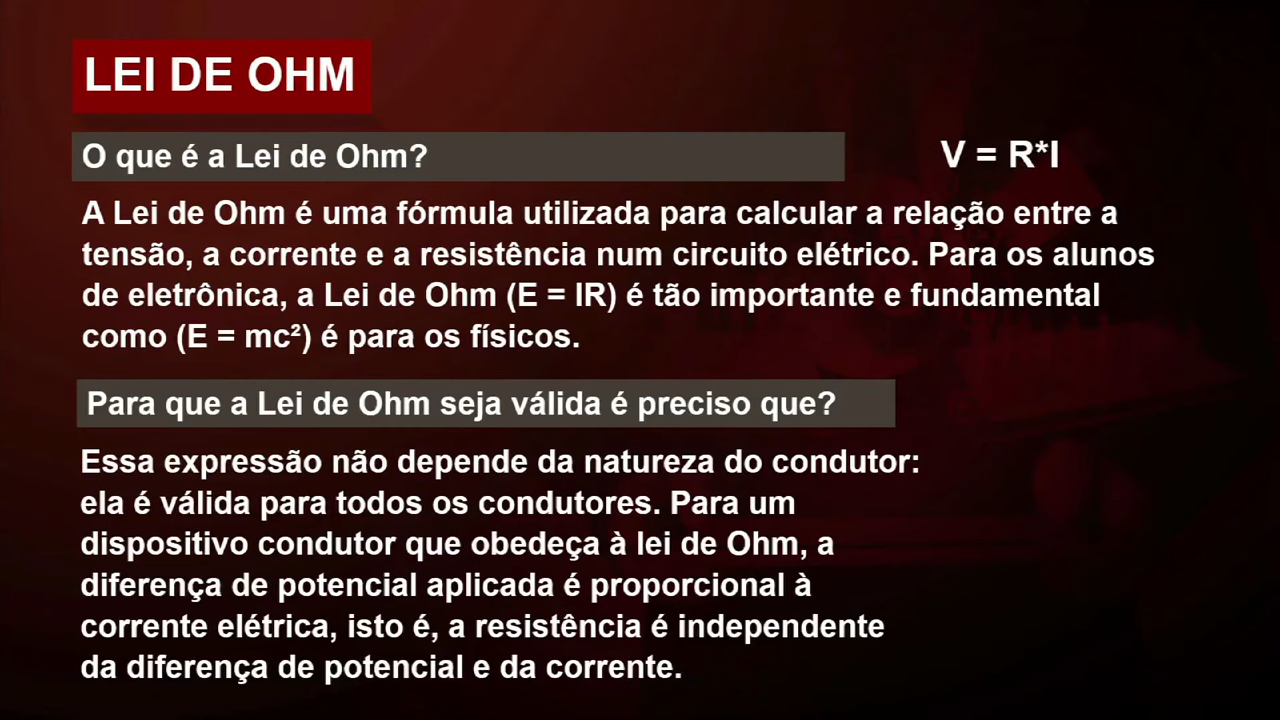 LEI DE OHM
O que é a Lei de Ohm?
V = R*I
A Lei de Ohm é uma fórmula utilizada para calcular a relação entre a
tensão, a corrente e a resistência num circuito elétrico. Para os alunos
de eletrônica, a Lei de Ohm (E = IR) é tão importante e fundamental
como (E = mc²) é para os físicos.
Para que a Lei de Ohm seja válida é preciso que?
Essa expressão não depende da natureza do condutor:
ela é válida para todos os condutores. Para um
dispositivo condutor que obedeça à lei de Ohm, a
diferença de potencial aplicada é proporcional à
corrente elétrica, isto é, a resistência é independente
da diferença de potencial e da corrente.